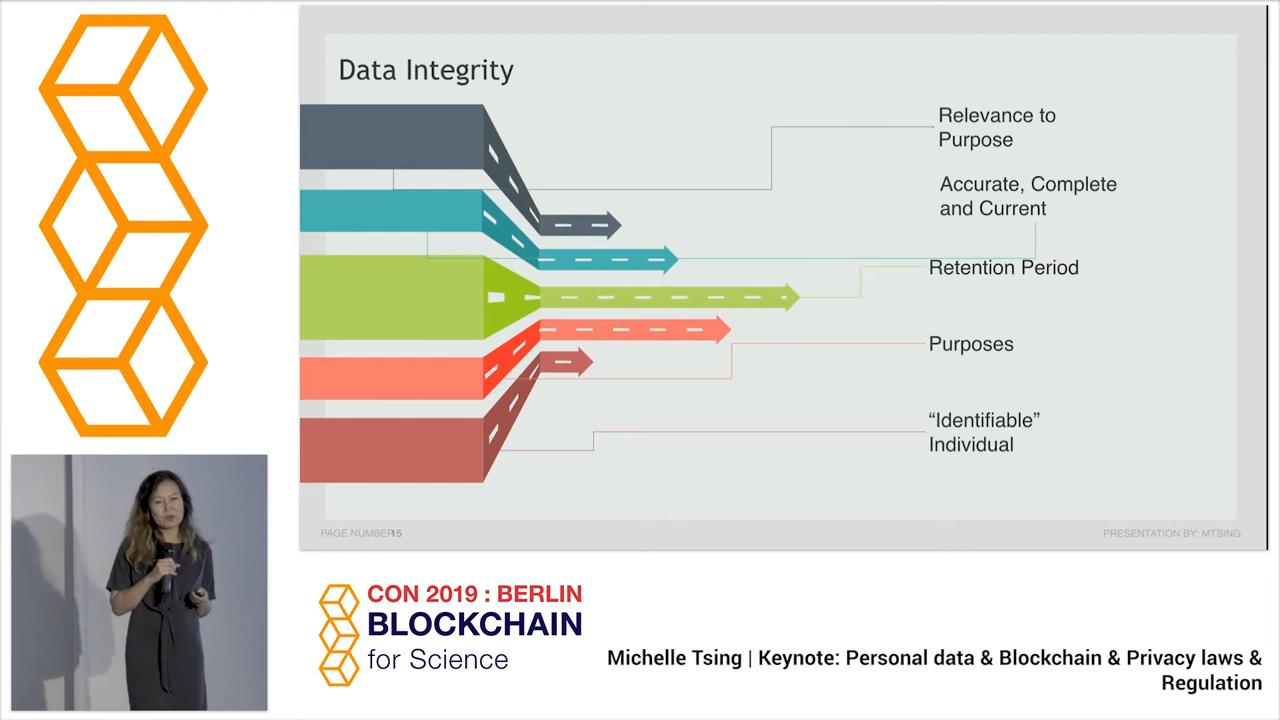 Data Integrity
Relevance to
Purpose
Accurate, Complete
and Current
Retention Period
Purposes
“Identifiable”
Individual
PAGE NUMBER15
PRESENTATION BY: MTSING
CON 2019 : BERLIN
BLOCKCHAIN
for Science
Michelle Tsing | Keynote: Personal data & Blockchain & Privacy laws &
Regulation